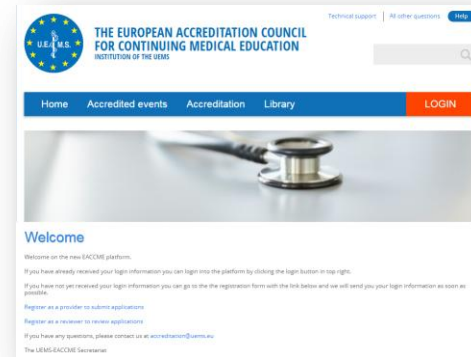 Technical support | All other questions Help
U.E.M.S.
THE EUROPEAN ACCREDITATION COUNCIL
FOR CONTINUING MEDICAL EDUCATION
INSTITUTION OF THE UEMS
Home Accredited events Accreditation Library LOGIN
Welcome
Welcome on the new EACCME platform.
If you have already received your login information you can login into the platform by clicking the login button in top right.
If you have not yet received your login information you can go to the the registration form with the link below and we will send you your login information as soon as
possible.
Register as a provider to submit applications
Register as a reviewer to review applications
If you have any questions, please contact us at accreditation@uems.eu
The UEMS-EACCME Secretariat